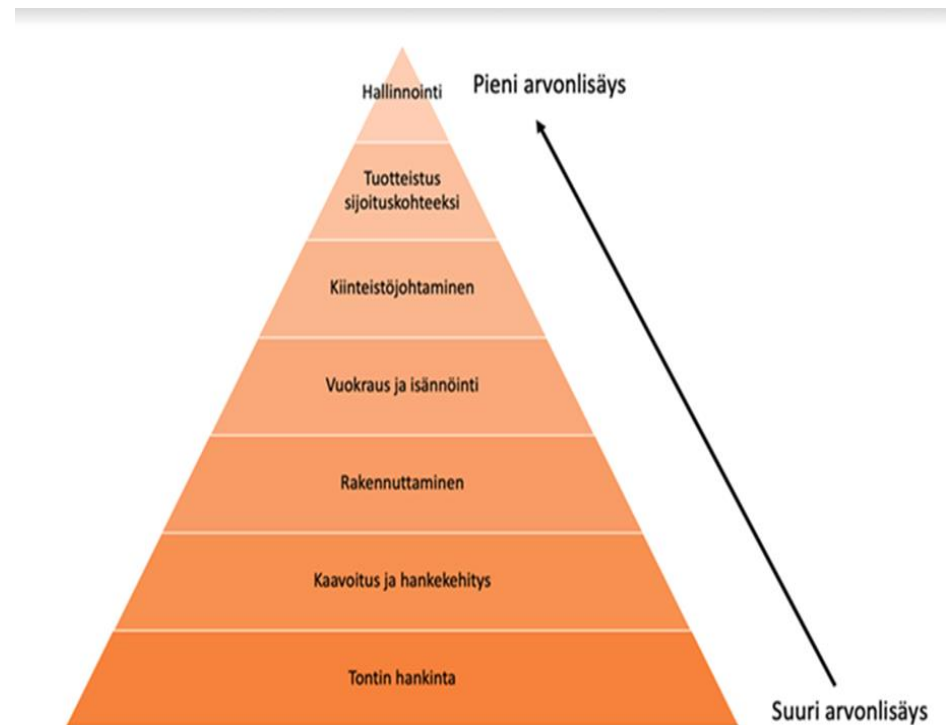 Hallinnointi
Pieni arvonlisäys
Tuotteistus
sijoituskohteeksi
Kiinteistöjohtaminen
Vuokraus ja isännöinti
Rakennuttaminen
Kaavoitus ja hankekehitys
Tontin hankinta
Suuri arvonlisäys